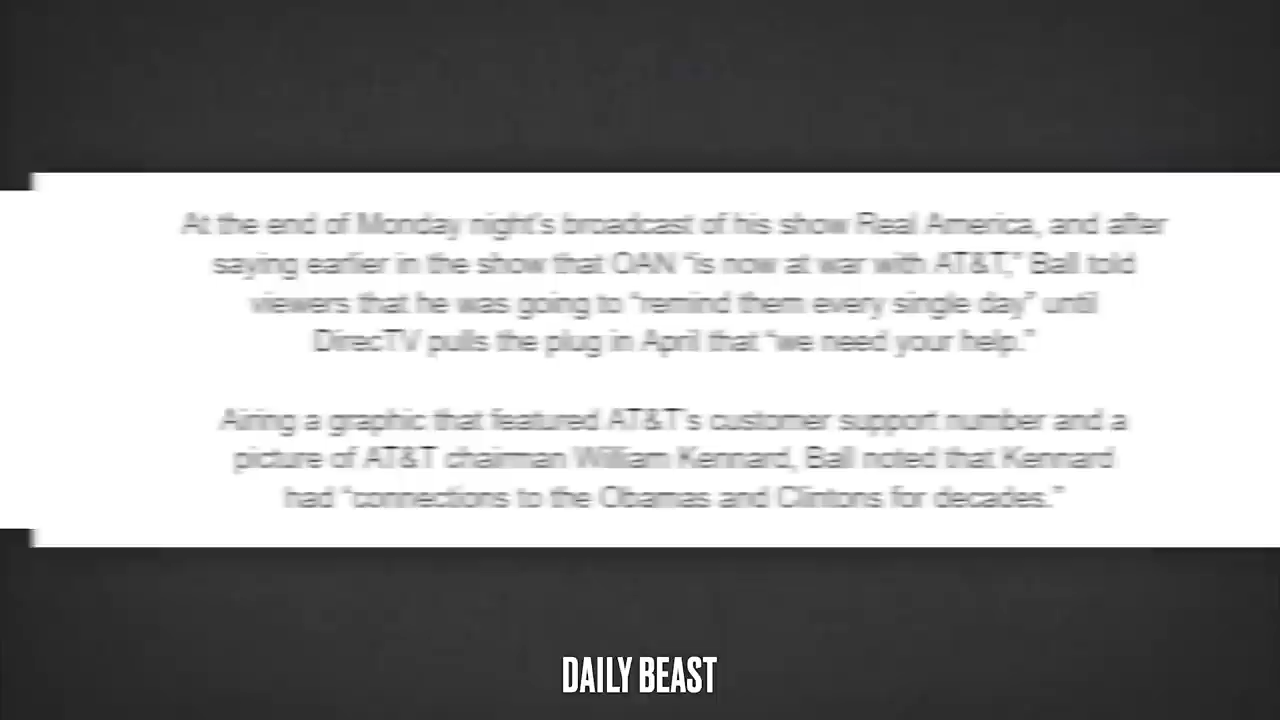 At the end of Monday night's broadcast of his show Real America, and after
saying earlier in the show that OAN "is now at war with AT&T," Ball told
viewers that he was going to "remind them every single day" until
DirecTV pulls the plug in April that "we need your help."
Airing a graphic that featured AT&T's customer support number and a
picture of AT&T chairman William Kennard, Ball noted that Kennard
had "connections to the Obamas and Clintons for decades."
DAILY BEAST